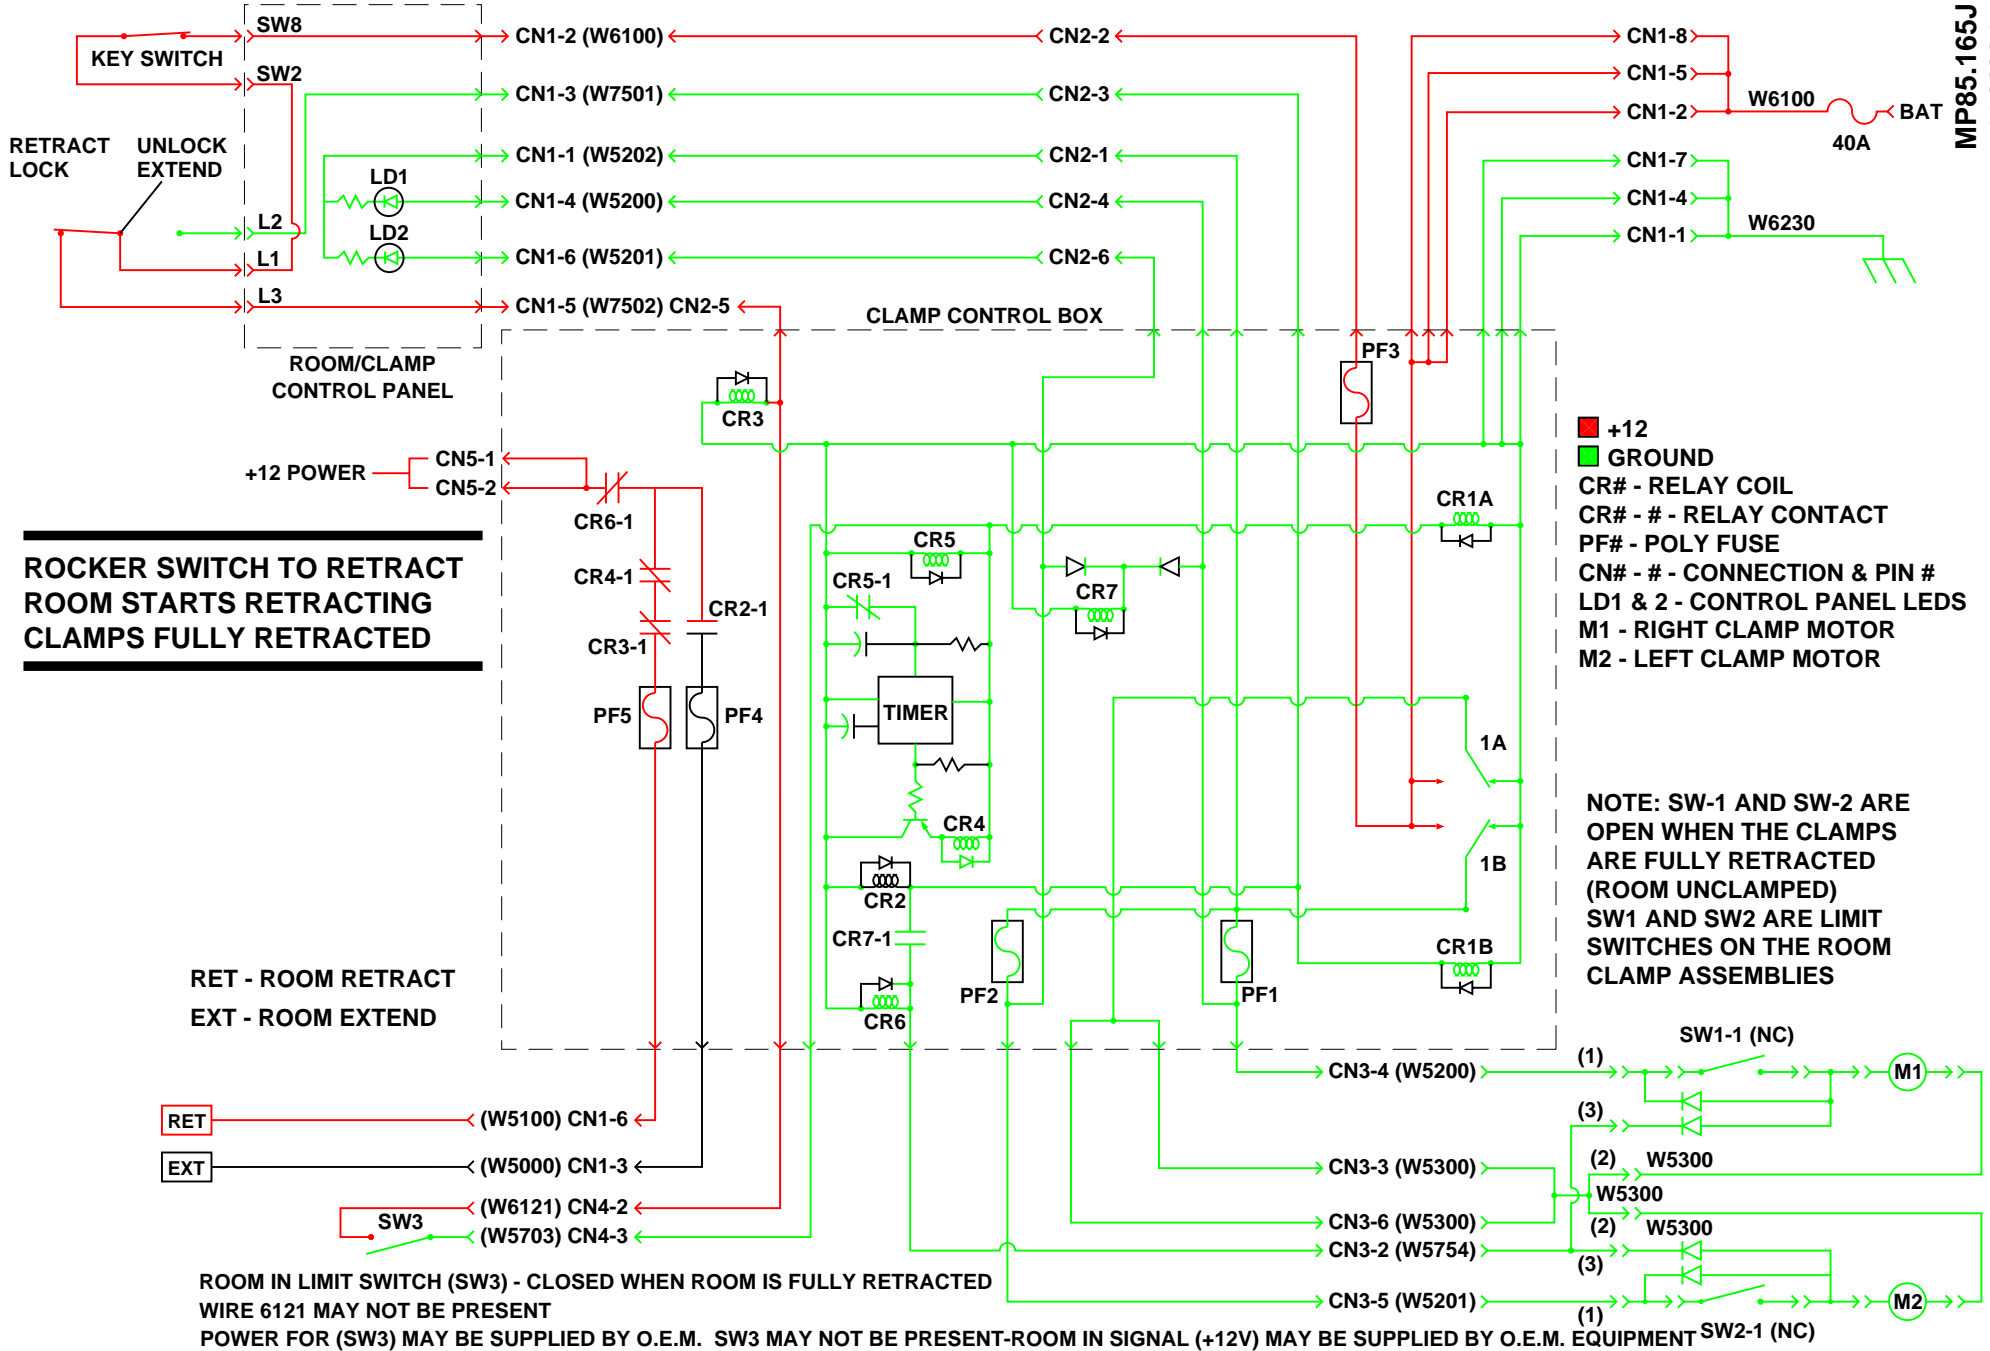 SW8
CN1-2 (W6100)
CN2-2
CN1-8
MP85.165J
KEY SWITCH
SW2
CN1-5
CN1-3 (W7501)
CN2-3
CN1-2
W6100
BAT
40A
RETRACT
LOCK
UNLOCK
EXTEND
CN1-1 (W5202)
CN2-1
CN1-7
LD1
CN1-4 (W5200)
CN2-4
CN1-4
L2
LD2
CN1-1
W6230
L1
CN1-6 (W5201)
CN2-6
L3
CN1-5 (W7502) CN2-5
CLAMP CONTROL BOX
ROOM/CLAMP
CONTROL PANEL
PF3
CR3
+12
GROUND
CR# - RELAY COIL
CR# - # - RELAY CONTACT
PF# - POLY FUSE
CN# - # - CONNECTION & PIN #
LD1 & 2 - CONTROL PANEL LEDS
M1 - RIGHT CLAMP MOTOR
M2 - LEFT CLAMP MOTOR
+12 POWER
CN5-1
CN5-2
CR6-1
CR1A
CR5
ROCKER SWITCH TO RETRACT
ROOM STARTS RETRACTING
CLAMPS FULLY RETRACTED
CR4-1
CR5-1
CR7
CR2-1
CR3-1
PF5
PF4
TIMER
1A
CR4
1B
NOTE: SW-1 AND SW-2 ARE
OPEN WHEN THE CLAMPS
ARE FULLY RETRACTED
(ROOM UNCLAMPED)
SW1 AND SW2 ARE LIMIT
SWITCHES ON THE ROOM
CLAMP ASSEMBLIES
CR2
CR7-1
CR1B
PF2
PF1
CR6
RET - ROOM RETRACT
EXT - ROOM EXTEND
SW1-1 (NC)
(1)
CN3-4 (W5200)
M1
(3)
RET
(W5100) CN1-6
EXT
(W5000) CN1-3
CN3-3 (W5300)
(2)
W5300
W5300
(W6121) CN4-2
SW3
(W5703) CN4-3
CN3-6 (W5300)
(2)
W5300
CN3-2 (W5754)
(3)
CN3-5 (W5201)
(1)
M2
SW2-1 (NC)
ROOM IN LIMIT SWITCH (SW3) - CLOSED WHEN ROOM IS FULLY RETRACTED
WIRE 6121 MAY NOT BE PRESENT
POWER FOR (SW3) MAY BE SUPPLIED BY O.E.M. SW3 MAY NOT BE PRESENT-ROOM IN SIGNAL (+12V) MAY BE SUPPLIED BY O.E.M. EQUIPMENT